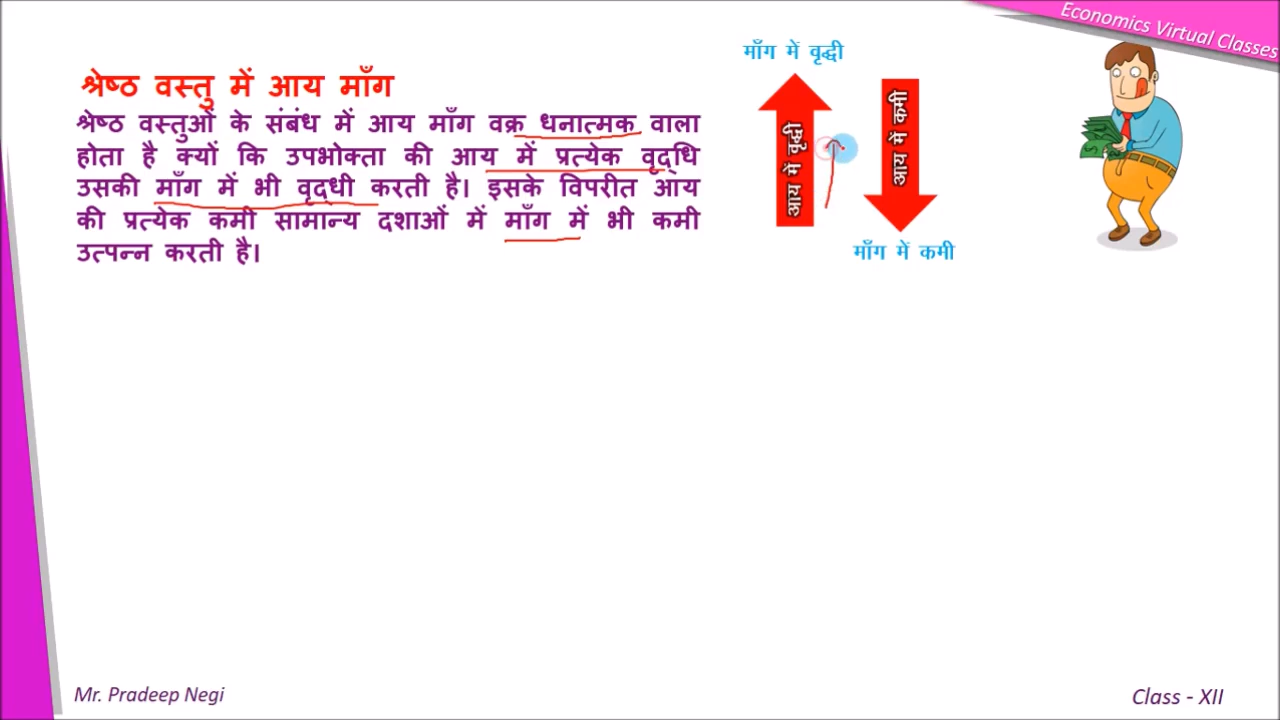 Economics Virtual Classes
माँग में वृद्धी
श्रेष्ठ वस्तु में आय माँग
श्रेष्ठ वस्तुओं के संबंध में आय माँग वक्र धनात्मक वाला
होता है क्यों कि उपभोक्ता की आय में प्रत्येक वृद्धि
उसकी माँग में भी वृद्धी करती है। इसके विपरीत आय
की प्रत्येक कमी सामान्य दशाओं में माँग में भी कमी
उत्पन्न करती है।
आय में वृद्धी
आय में कमी
माँग में कमी
Mr. Pradeep Negi
Class - XII